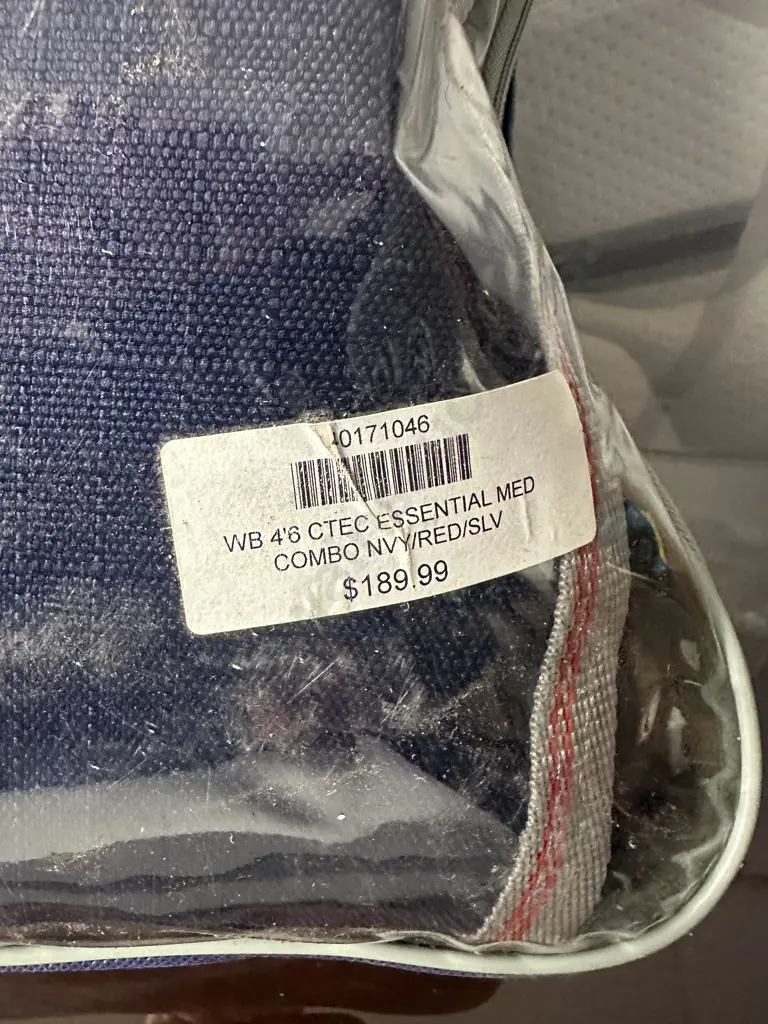 0171046
WB 4'6 CTEC ESSENTIAL MED
COMBO NVY/RED/SLV
$189.99